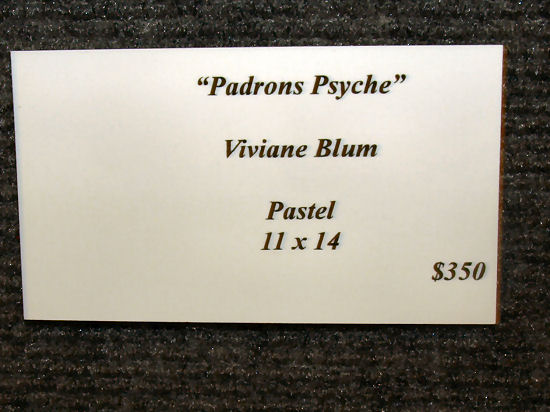 “Padrons Psyche”
Viviane Blum
Pastel
11 x 14
$350